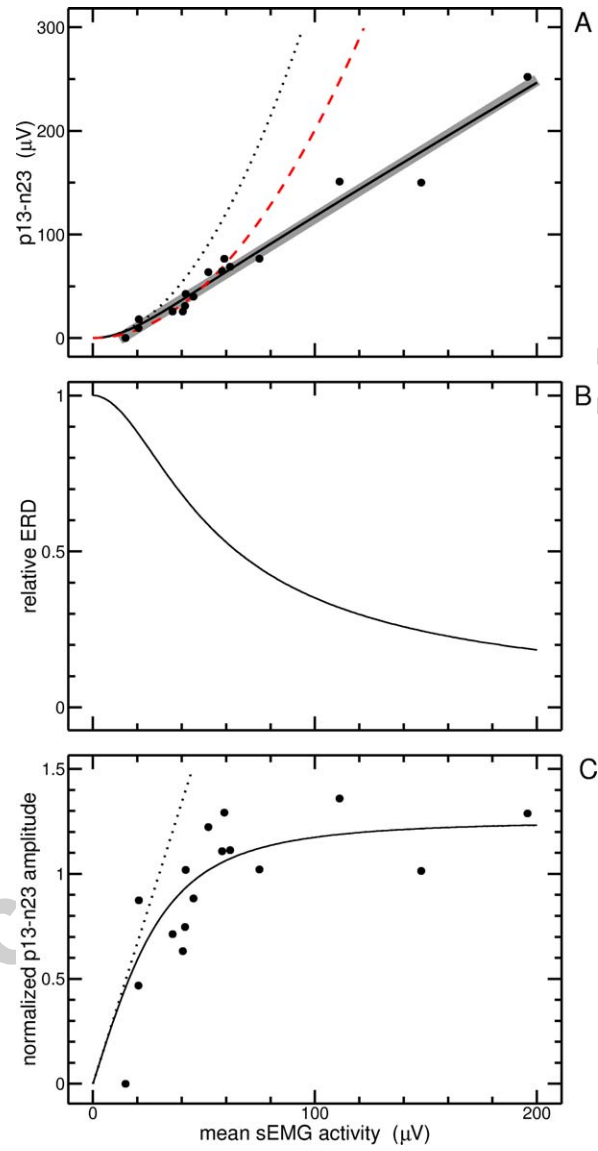 A
300
200
100
0
p13-n23 (μV)
B
1
0.5
0
relative ERD
C
1.5
1
0.5
0
normalized p13-n23 amplitude
0 100 200
mean sEMG activity (μV)